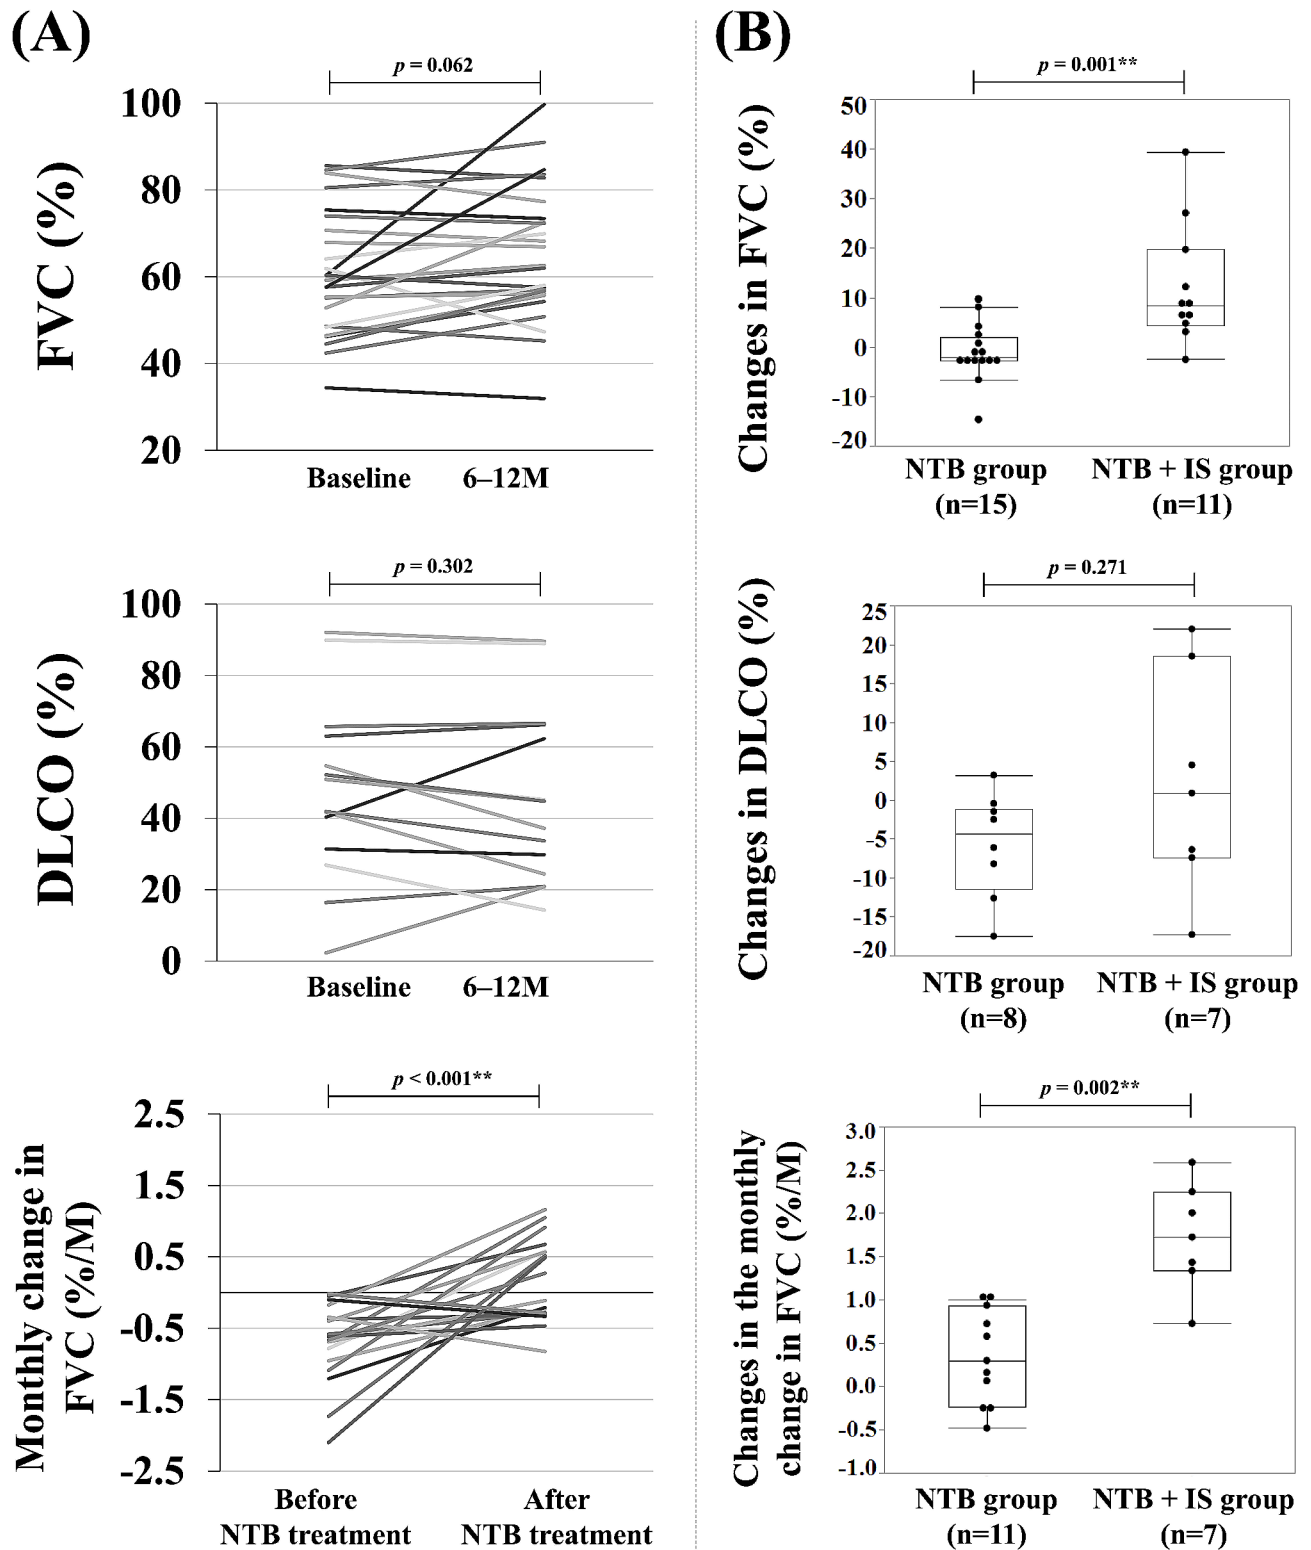 (A)
p = 0.062
FVC (%)
100
80
60
40
20
Baseline 6–12M
p = 0.302
DLCO (%)
100
80
60
40
20
0
Baseline 6–12M
p < 0.001**
Monthly change in
FVC (%/M)
2.5
1.5
0.5
-0.5
-1.5
-2.5
Before
NTB treatment
After
NTB treatment
(B)
p = 0.001**
Changes in FVC (%)
50
40
30
20
10
0
-10
-20
NTB group
(n=15)
NTB + IS group
(n=11)
p = 0.271
Changes in DLCO (%)
25
20
15
10
5
0
-5
-10
-15
-20
NTB group
(n=8)
NTB + IS group
(n=7)
p = 0.002**
Changes in the monthly
change in FVC (%/M)
3.0
2.5
2.0
1.5
1.0
0.5
0.0
-0.5
-1.0
NTB group
(n=11)
NTB + IS group
(n=7)